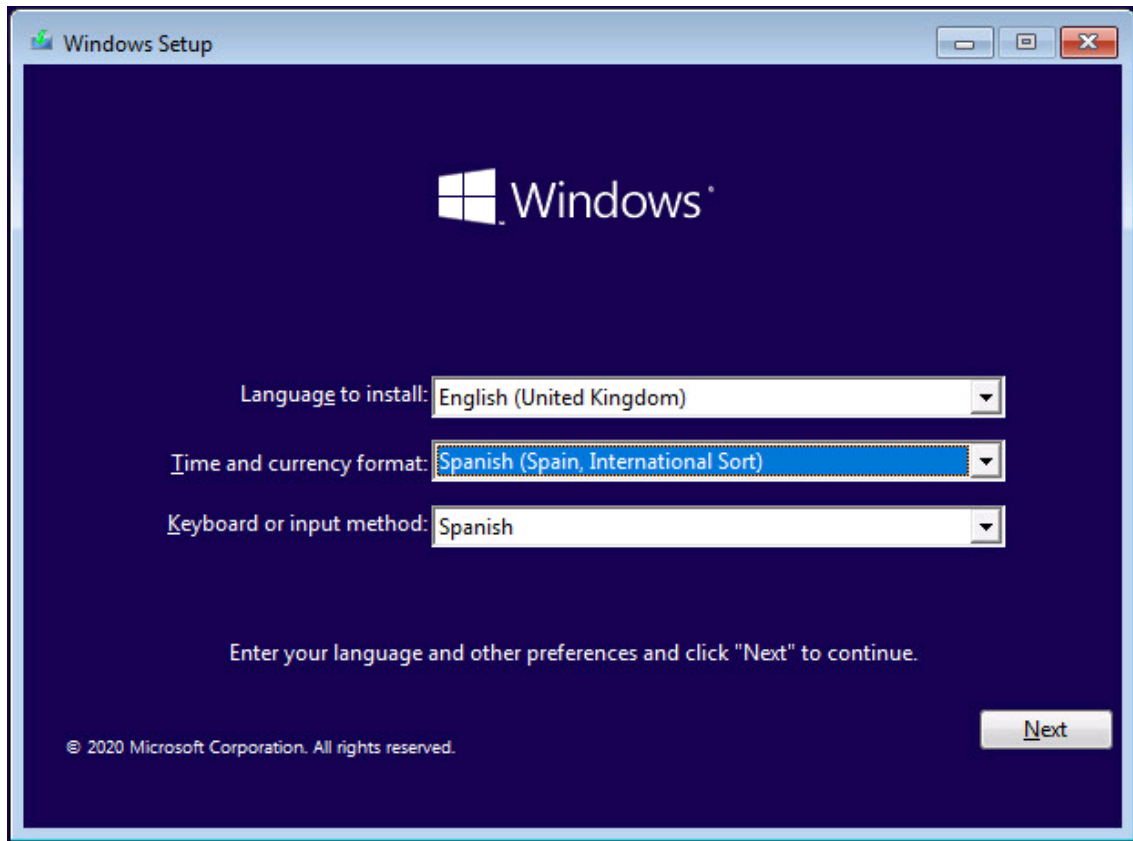 Windows Setup
Windows
Language to install: English (United Kingdom)
Time and currency format: Spanish (Spain, International Sort)
Keyboard or input method: Spanish
Enter your language and other preferences and click "Next" to continue.
Next
© 2020 Microsoft Corporation. All rights reserved.